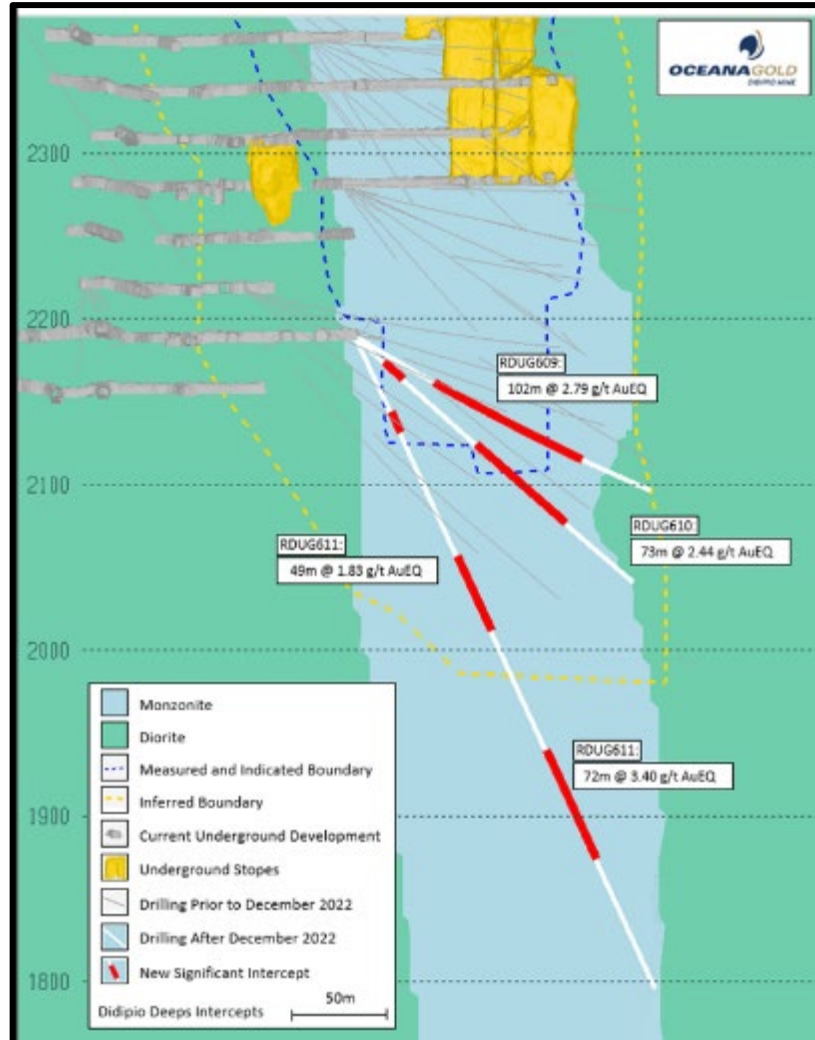 OCEANAGOLD
DIDIPIO MINE
2300
2200
RDUG609:
102m @ 2.79 g/t AuEQ
2100
RDUG610:
73m @ 2.44 g/t AuEQ
RDUG611:
49m @ 1.83 g/t AuEQ
2000
RDUG611:
72m @ 3.40 g/t AuEQ
1900
1800
Monzonite
Diorite
Measured and Indicated Boundary
Inferred Boundary
Current Underground Development
Underground Stopes
Drilling Prior to December 2022
Drilling After December 2022
New Significant Intercept
Didipio Deeps Intercepts
50m